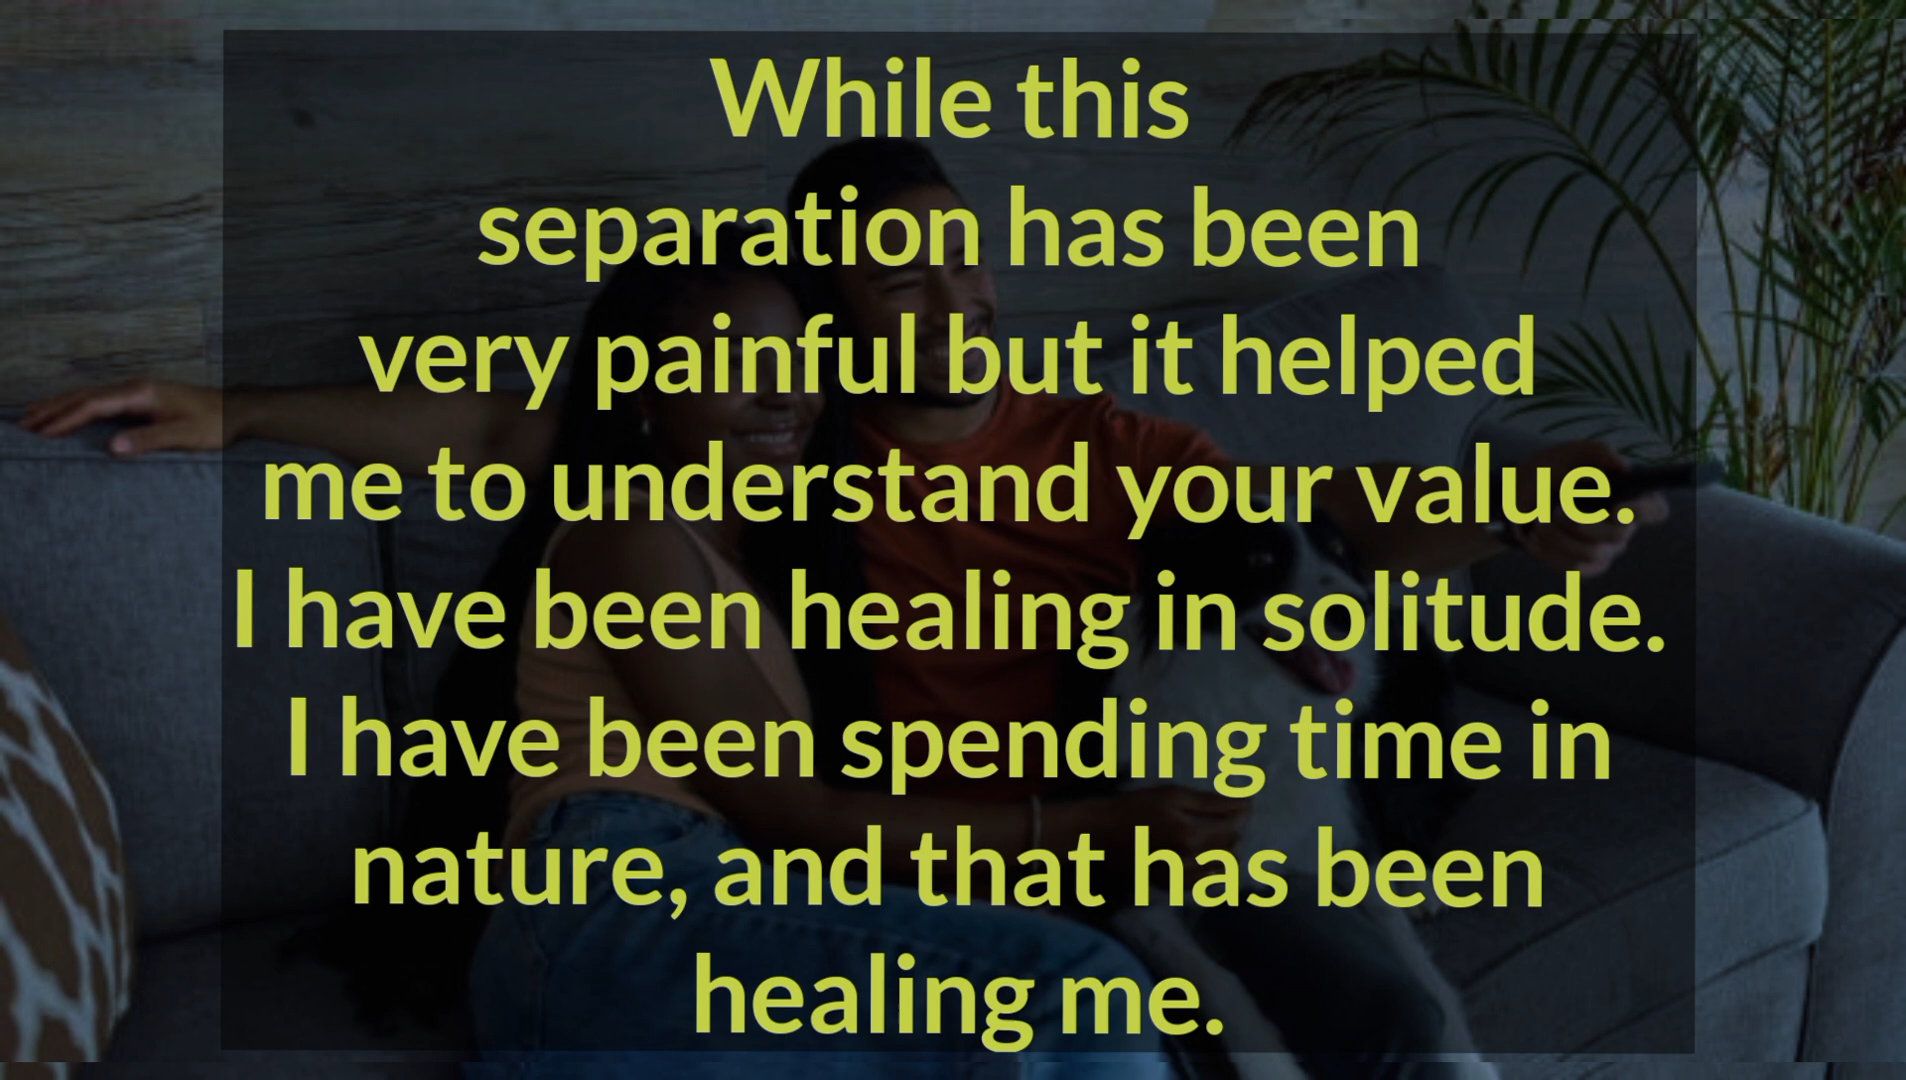 While this
separation has been
very painful but it helped
me to understand your value.
I have been healing in solitude.
I have been spending time in
nature, and that has been
healing me.